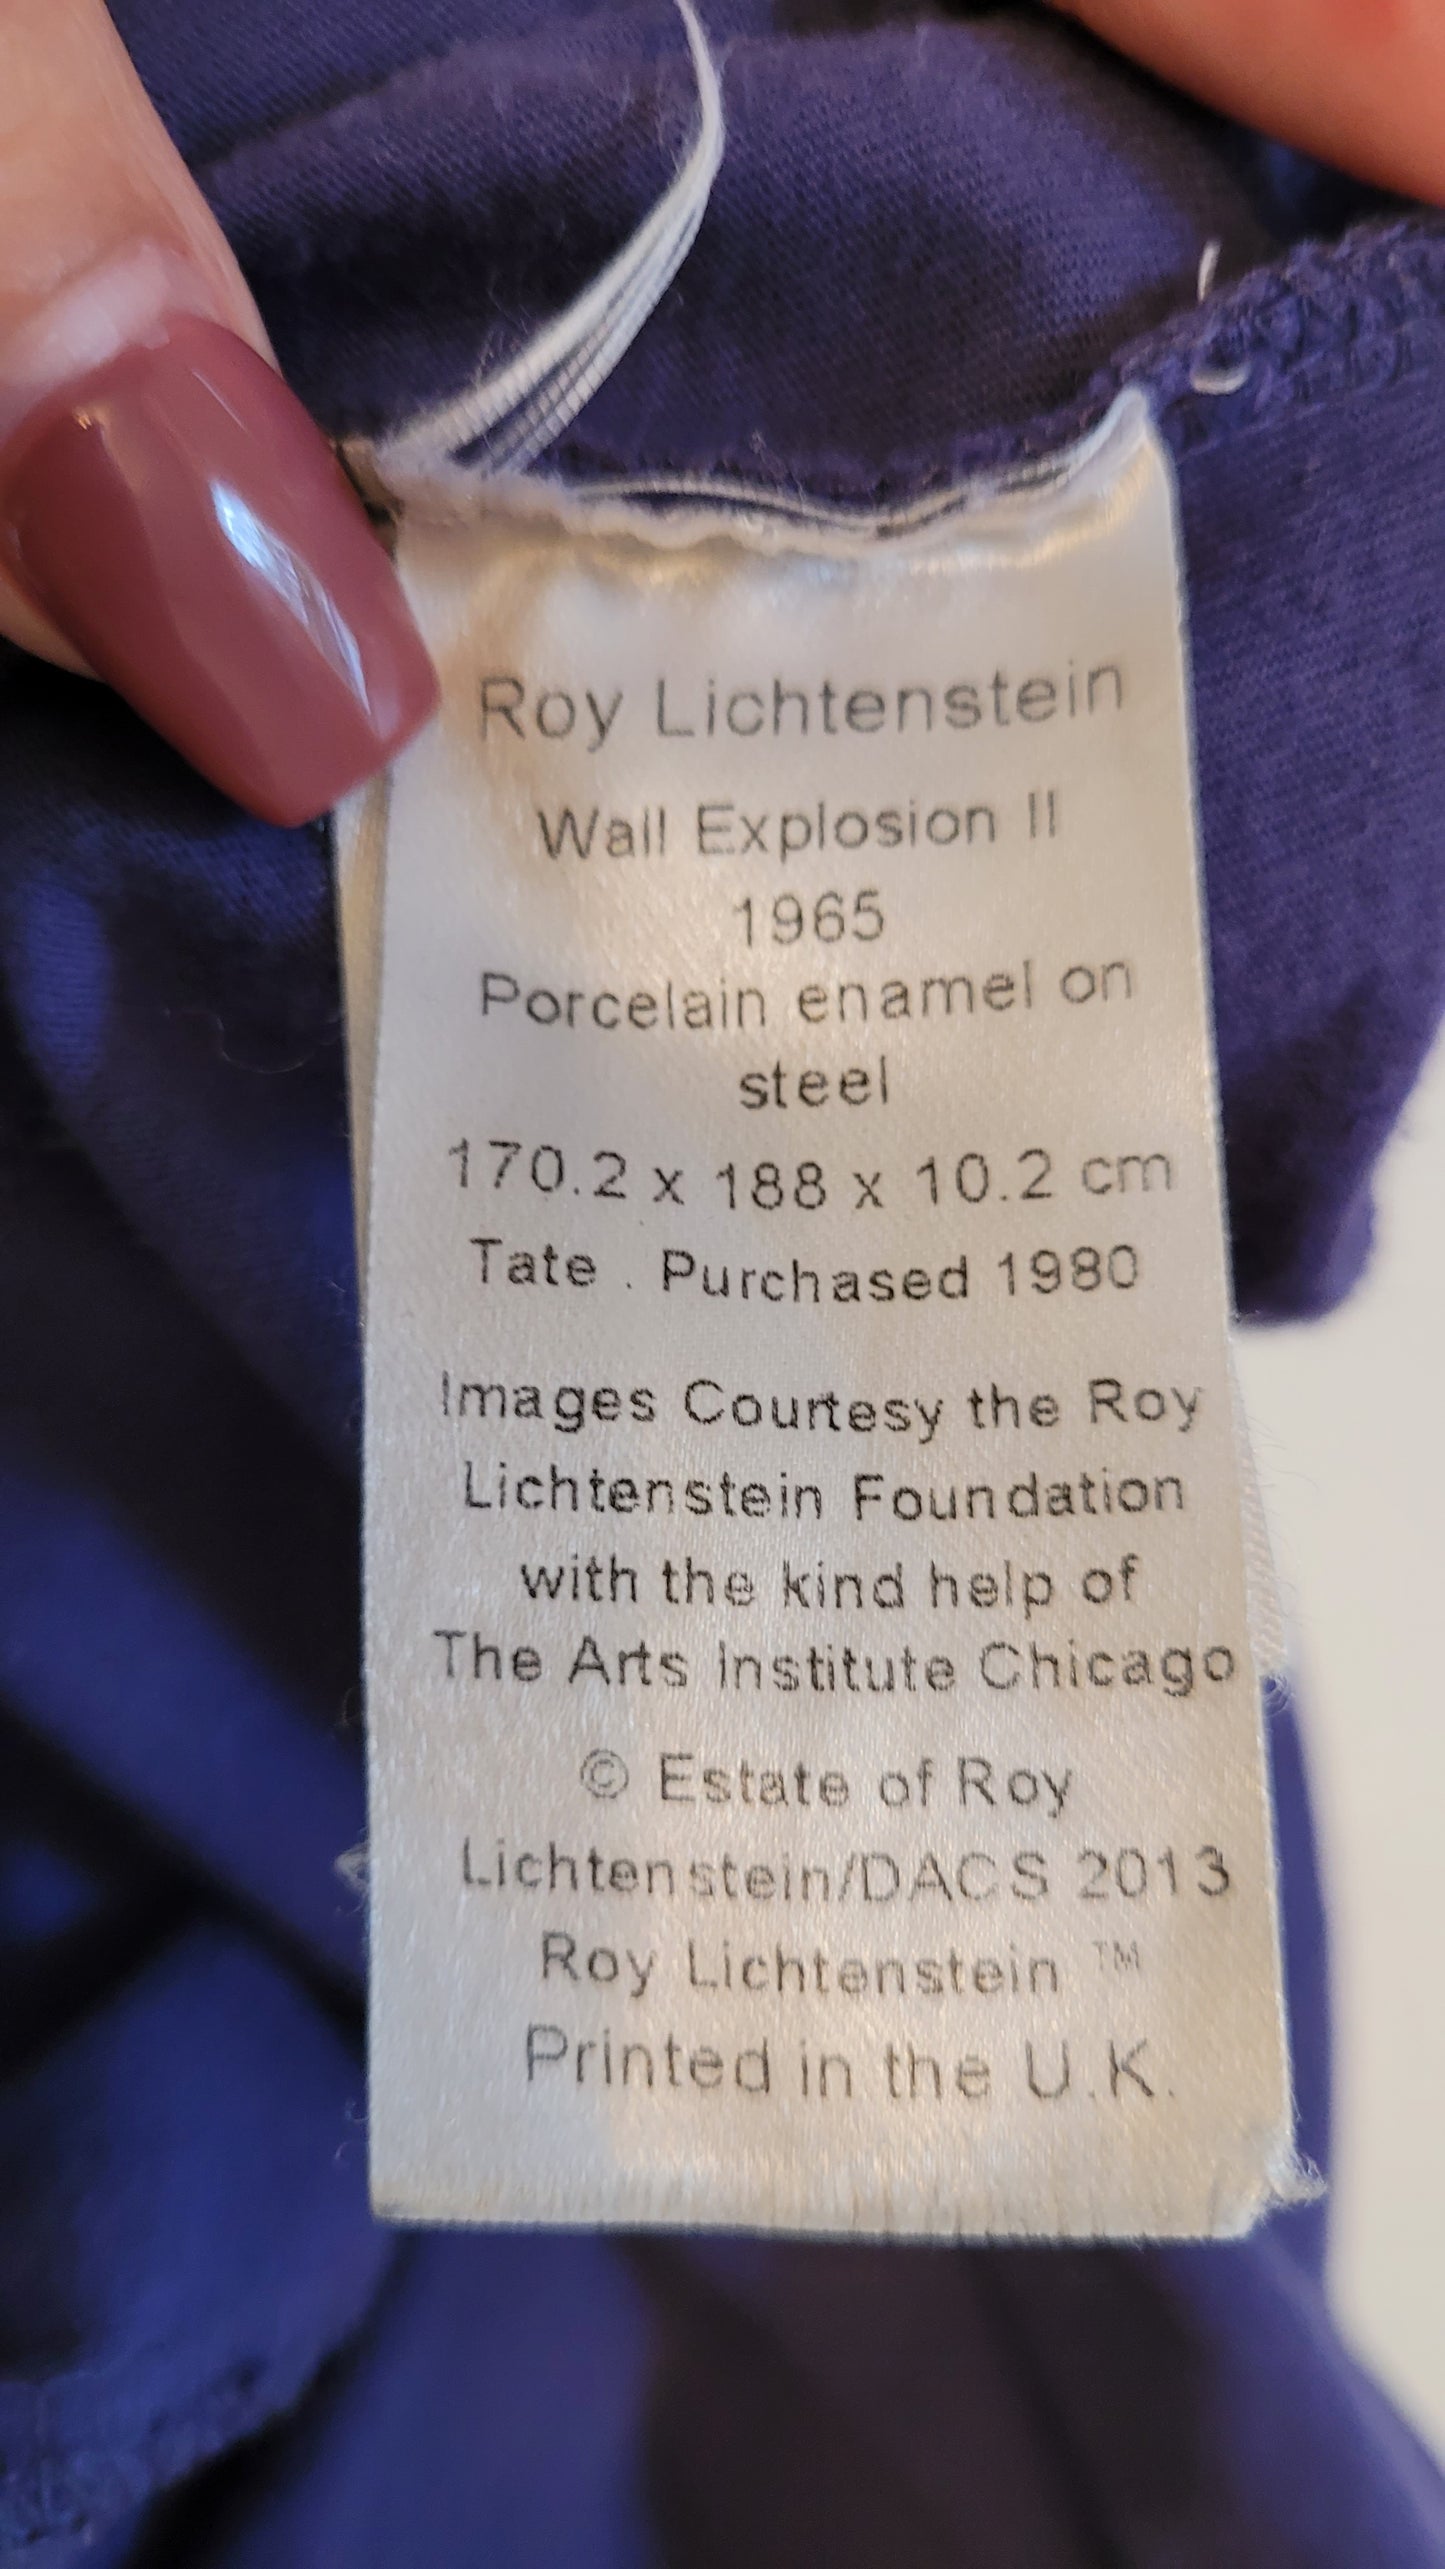 Roy Lichtenstein
Wall Explosion II
1965
Porcelain enamel on
steel
170.2 x 188 x 10.2 cm
Tate . Purchased 1980
Images Courtesy the Roy
Lichtenstein Foundation
with the kind help of
The Arts Institute Chicago
© Estate of Roy
Lichtenstein/DACS 2013
Roy Lichtenstein ™
Printed in the U.K.